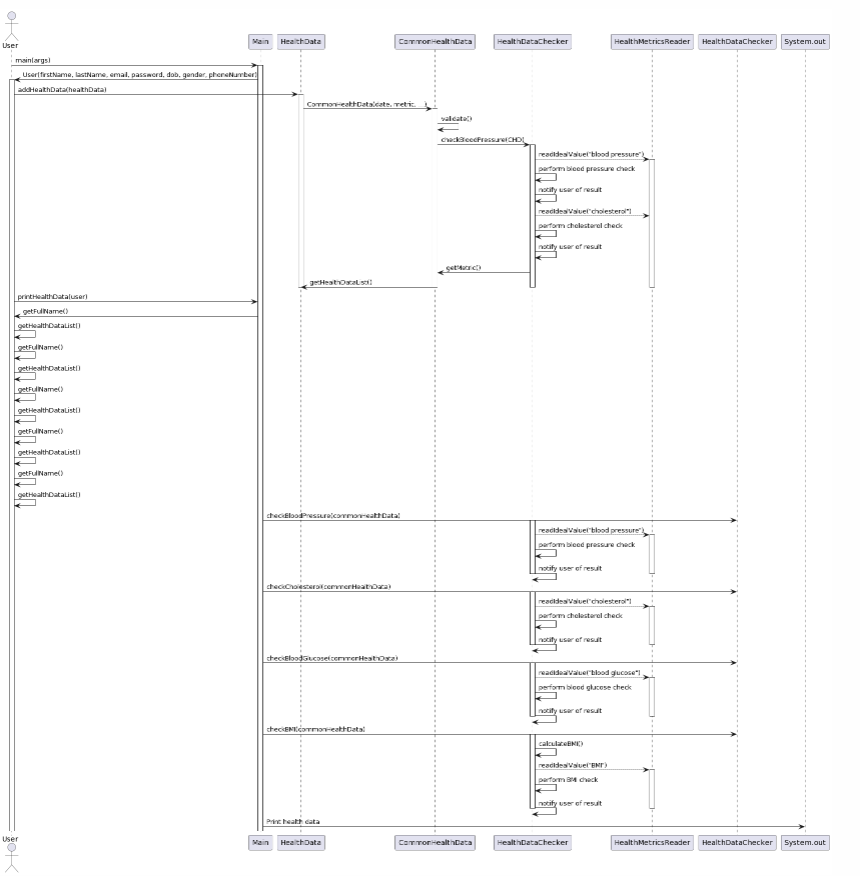 User
Main
HealthData
CommonHealthData
HealthDataChecker
HealthMetricsReader
HealthDataChecker
System.out
main(args)
User(firstName, lastName, email, password, dob, gender, phoneNumber)
addHealthData(healthData)
CommonHealthData(date, metric, ...)
validate()
checkBloodPressure(CHD)
readIdealValue("blood pressure")
perform blood pressure check
notify user of result
readIdealValue("cholesterol")
perform cholesterol check
notify user of result
getMetric()
getHealthDataList()
printHealthData(user)
getFullName()
getHealthDataList()
getFullName()
getHealthDataList()
getFullName()
getHealthDataList()
getFullName()
getHealthDataList()
getFullName()
getHealthDataList()
checkBloodPressure(commonHealthData)
readIdealValue("blood pressure")
perform blood pressure check
notify user of result
checkCholesterol(commonHealthData)
readIdealValue("cholesterol")
perform cholesterol check
notify user of result
checkBloodGlucose(commonHealthData)
readIdealValue("blood glucose")
perform blood glucose check
notify user of result
checkBMI(commonHealthData)
calculateBMI()
readIdealValue("BMI")
perform BMI check
notify user of result
Print health data
User
Main
HealthData
CommonHealthData
HealthDataChecker
HealthMetricsReader
HealthDataChecker
System.out